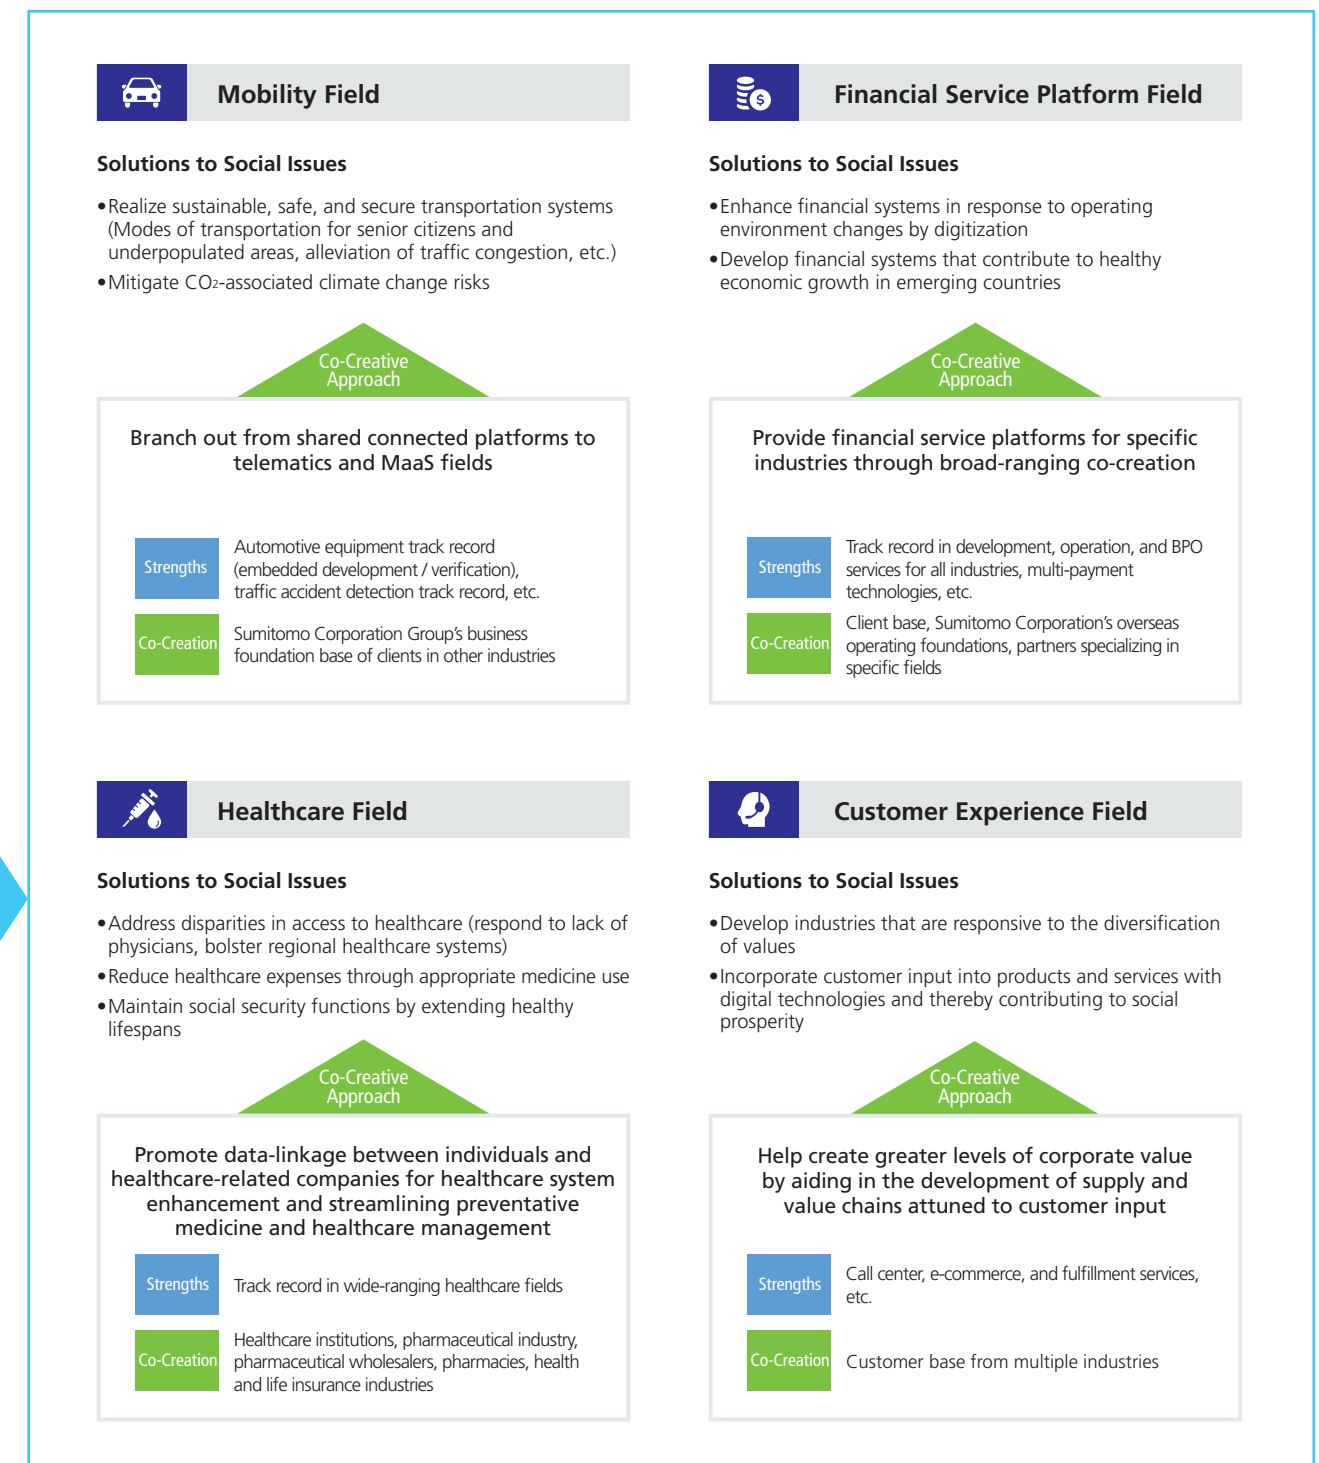 Mobility Field
Solutions to Social Issues
•Realize sustainable, safe, and secure transportation systems
(Modes of transportation for senior citizens and
underpopulated areas, alleviation of traffic congestion, etc.)
•Mitigate CO2-associated climate change risks
Co-Creative
Approach
Branch out from shared connected platforms to
telematics and MaaS fields
Strengths
Automotive equipment track record
(embedded development / verification),
traffic accident detection track record, etc.
Co-Creation
Sumitomo Corporation Group's business
foundation base of clients in other industries
Financial Service Platform Field
Solutions to Social Issues
•Enhance financial systems in response to operating
environment changes by digitization
•Develop financial systems that contribute to healthy
economic growth in emerging countries
Co-Creative
Approach
Provide financial service platforms for specific
industries through broad-ranging co-creation
Strengths
Track record in development, operation, and BPO
services for all industries, multi-payment
technologies, etc.
Co-Creation
Client base, Sumitomo Corporation's overseas
operating foundations, partners specializing in
specific fields
Healthcare Field
Solutions to Social Issues
•Address disparities in access to healthcare (respond to lack of
physicians, bolster regional healthcare systems)
•Reduce healthcare expenses through appropriate medicine use
•Maintain social security functions by extending healthy
lifespans
Co-Creative
Approach
Promote data-linkage between individuals and
healthcare-related companies for healthcare system
enhancement and streamlining preventative
medicine and healthcare management
Strengths
Track record in wide-ranging healthcare fields
Co-Creation
Healthcare institutions, pharmaceutical industry,
pharmaceutical wholesalers, pharmacies, health
and life insurance industries
Customer Experience Field
Solutions to Social Issues
•Develop industries that are responsive to the diversification
of values
•Incorporate customer input into products and services with
digital technologies and thereby contributing to social
prosperity
Co-Creative
Approach
Help create greater levels of corporate value
by aiding in the development of supply and
value chains attuned to customer input
Strengths
Call center, e-commerce, and fulfillment services,
etc.
Co-Creation
Customer base from multiple industries